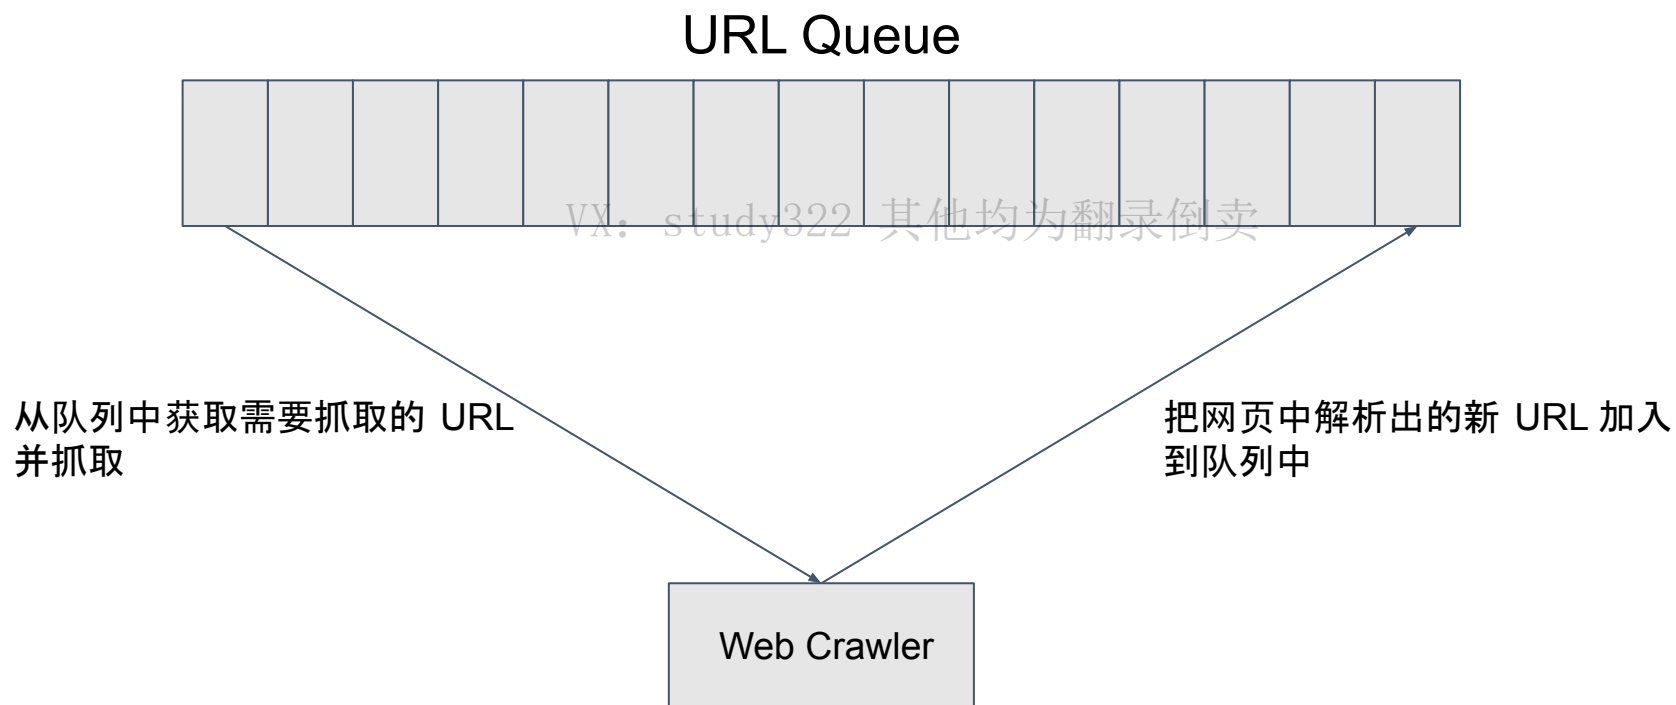 URL Queue
VX: study322 其他均为翻录倒卖
从队列中获取需要抓取的 URL
并抓取
把网页中解析出的新 URL 加入
到队列中
Web Crawler